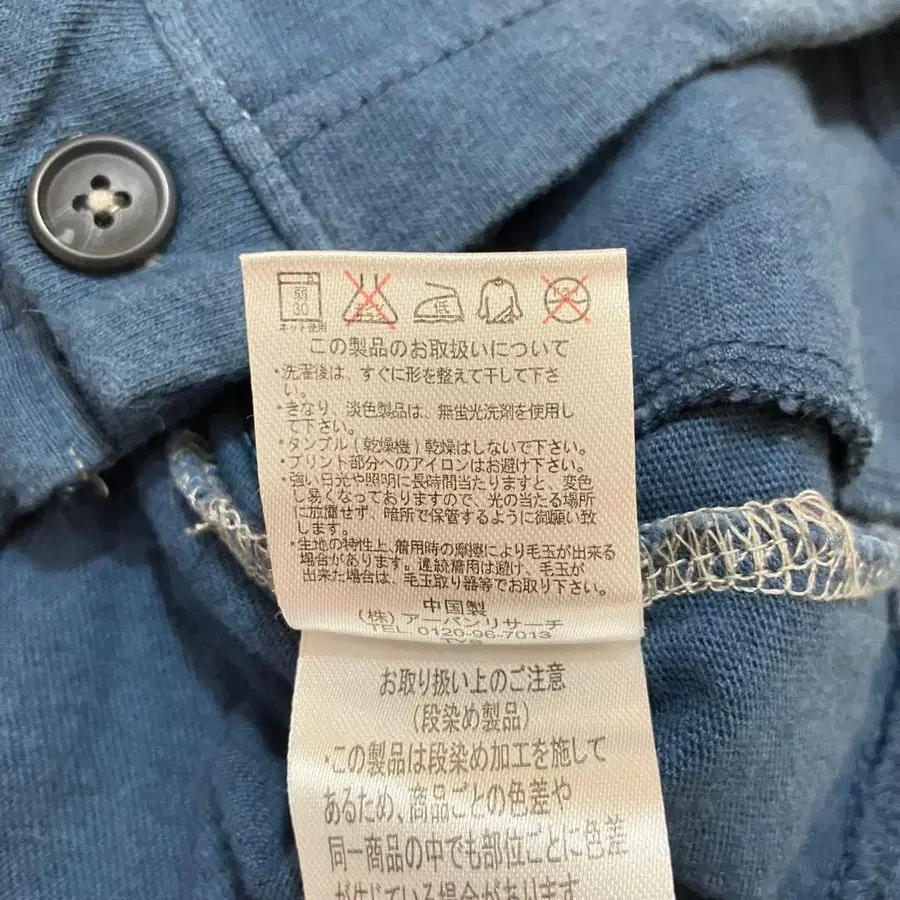 弱
30
ネット使用
低
この製品のお取扱いについて
・洗濯後は、すぐに形を整えて干して下さ
い。
・きなり、淡色製品は、無蛍光洗剤を使用し
て下さい。
・タンブル(乾燥機)乾燥はしないで下さい。
・プリント部分へのアイロンはお避け下さい。
・強い日光や照明に長時間当たりますと、変色
し易くなっておりますので、光の当たる場所
に放置せず、暗所で保管するように御願い致
します。
・生地の特性上、着用時の摩擦により毛玉が出来る
場合があります。連続着用は避け、毛玉が
出来た場合は、毛玉取り器等でお取り下さい。
中国製
(株)アーバンリサーチ
TEL 0120-96-7013
お取り扱い上のご注意
(段染め製品)
・この製品は段染め加工を施して
あるため、商品ごとの色差や
同一商品の中でも部位ごとに色差
が生じている場合があります